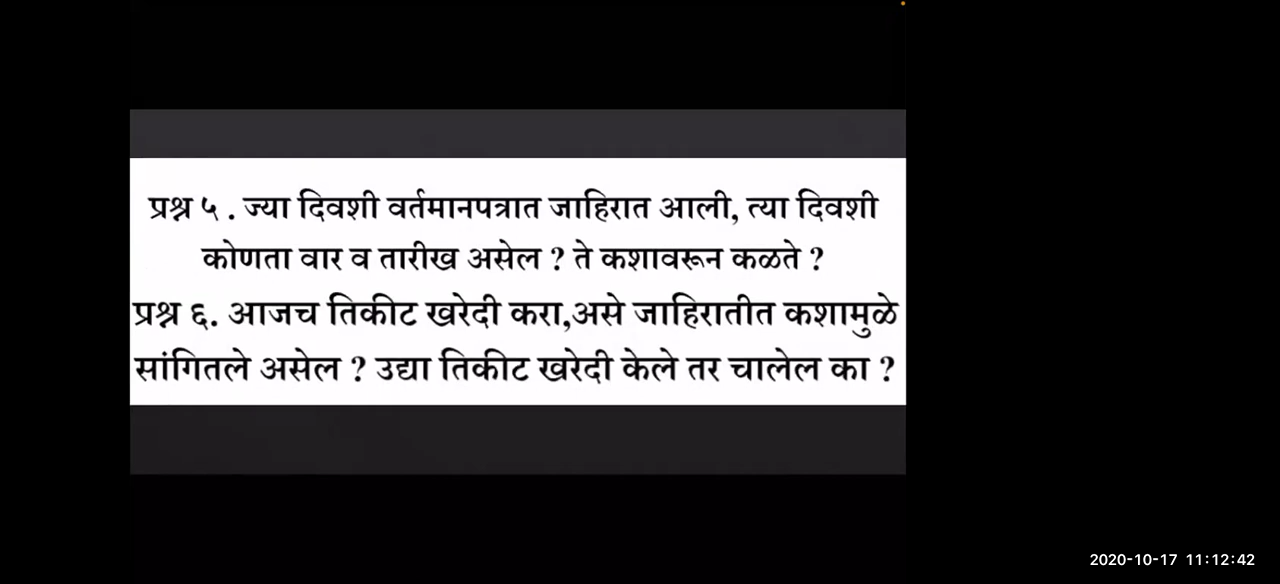 प्रश्न ५ . ज्या दिवशी वर्तमानपत्रात जाहिरात आली, त्या दिवशी
कोणता वार व तारीख असेल ? ते कशावरून कळते ?
प्रश्न ६. आजच तिकीट खरेदी करा,असे जाहिरातीत कशामुळे
सांगितले असेल ? उद्या तिकीट खरेदी केले तर चालेल का ?
2020-10-17 11:12:42